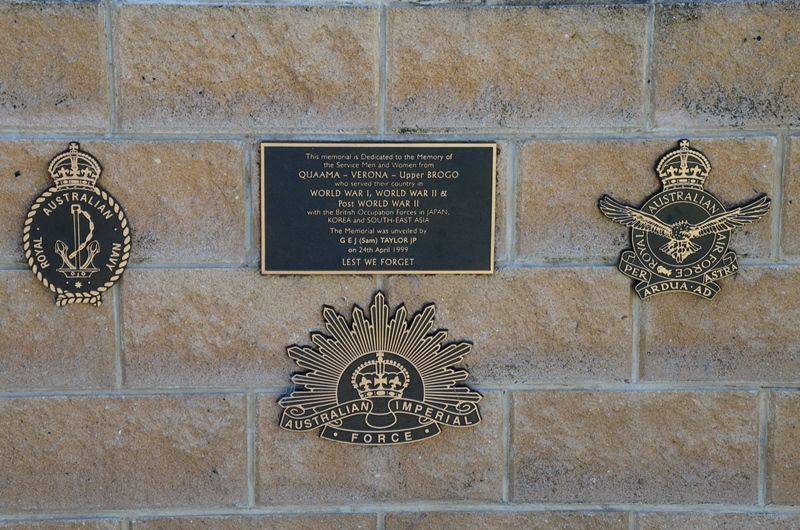 ROYAL AUSTRALIAN NAVY
This memorial is Dedicated to the Memory of
the Service Men and Women from
QUAAMA – VERONA – Upper BROGO
who served their country in
WORLD WAR I, WORLD WAR II &
Post WORLD WAR II
with the British Occupation Forces in JAPAN,
KOREA and SOUTH-EAST ASIA
The Memorial was unveiled by
G E J (Sam) TAYLOR JP
on 24th April 1999
LEST WE FORGET
ROYAL AUSTRALIAN AIR FORCE
PER ARDUA·AD ASTRA
AUSTRALIAN IMPERIAL
· FORCE ·